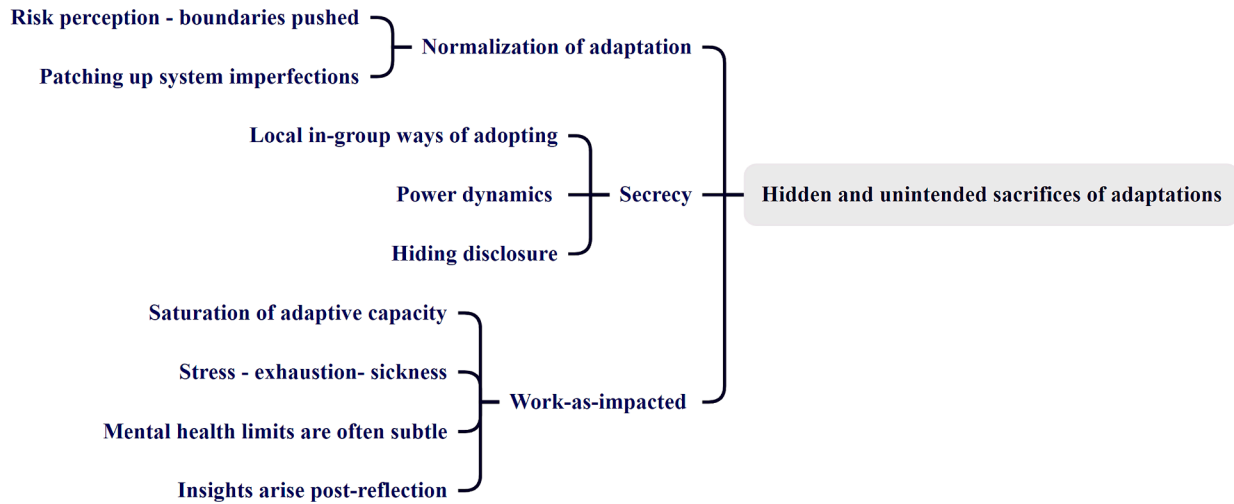 Risk perception - boundaries pushed
Normalization of adaptation
Patching up system imperfections
Local in-group ways of adopting
Power dynamics
Secrecy
Hidden and unintended sacrifices of adaptations
Hiding disclosure
Saturation of adaptive capacity
Stress - exhaustion- sickness
Work-as-impacted
Mental health limits are often subtle
Insights arise post-reflection